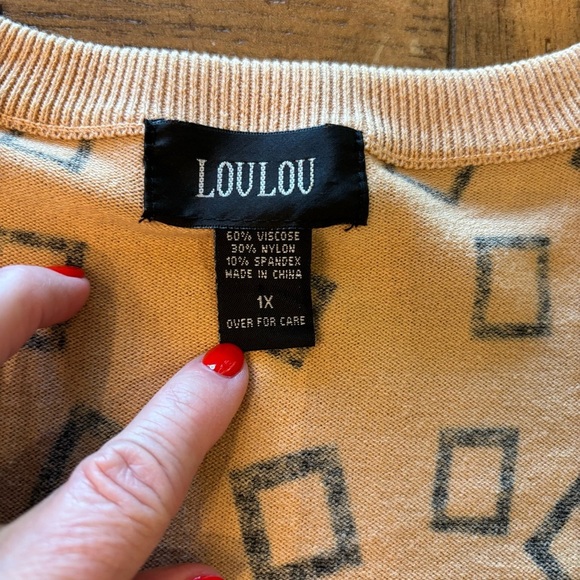 LOULOU
60% VISCOSE
30% NYLON
10% SPANDEX
MADE IN CHINA
1X
OVER FOR CARE